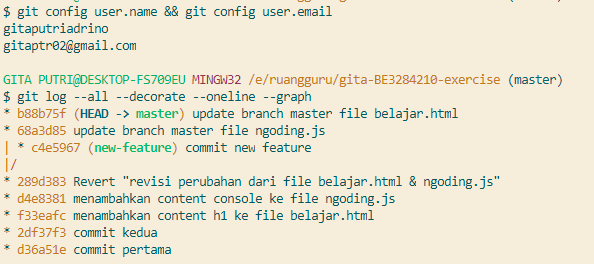 $ git config user.name && git config user.email
gitaputriadrino
gitaptr02@gmail.com
GITA PUTRI@DESKTOP-FS709EU MINGW32 /e/ruangguru/gita-BE3284210-exercise (master)
$ git log --all --decorate --oneline --graph
* b88b75f (HEAD -> master) update branch master file belajar.html
* 68a3d85 update branch master file ngoding.js
| * c4e5967 (new-feature) commit new feature
|/
* 289d383 Revert "revisi perubahan dari file belajar.html & ngoding.js"
* d4e8381 menambahkan content console ke file ngoding.js
* f33eafc menambahkan content h1 ke file belajar.html
* 2df37f3 commit kedua
* d36a51e commit pertama